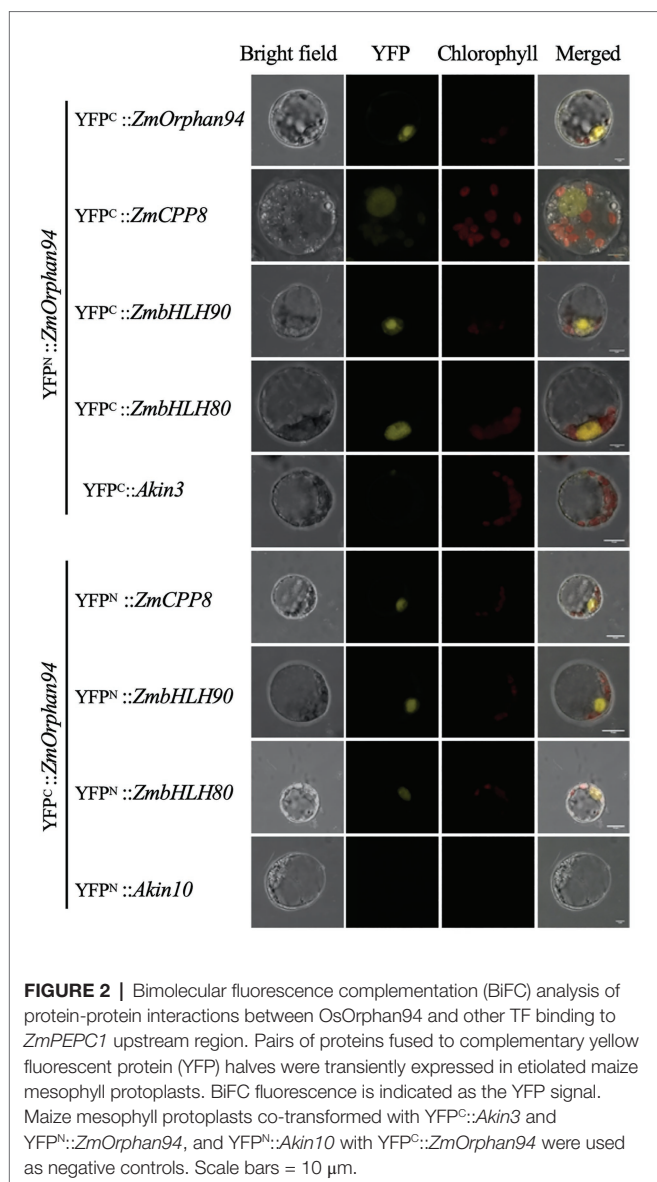 Bright field YFP Chlorophyll Merged
YFPᶜ::ZmOrphan94
YFPᶜ::ZmCPP8
YFPᶜ::ZmbHLH90
YFPᶜ::ZmbHLH80
YFPᶜ::Akin3
YFPᴺ::ZmOrphan94
YFPᴺ::ZmCPP8
YFPᴺ::ZmbHLH90
YFPᴺ::ZmbHLH80
YFPᴺ::Akin10
YFPᶜ::ZmOrphan94
FIGURE 2 | Bimolecular fluorescence complementation (BiFC) analysis of
protein-protein interactions between OsOrphan94 and other TF binding to
ZmPEPC1 upstream region. Pairs of proteins fused to complementary yellow
fluorescent protein (YFP) halves were transiently expressed in etiolated maize
mesophyll protoplasts. BiFC fluorescence is indicated as the YFP signal.
Maize mesophyll protoplasts co-transformed with YFPᶜ::Akin3 and
YFPᴺ::ZmOrphan94, and YFPᴺ::Akin10 with YFPᶜ::ZmOrphan94 were used
as negative controls. Scale bars = 10 μm.